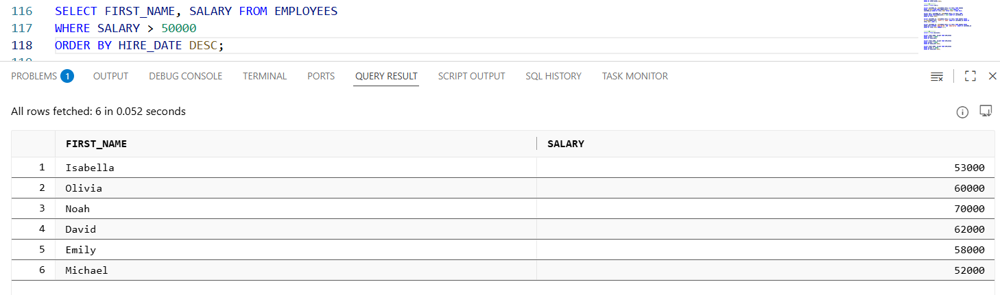 116 SELECT FIRST_NAME, SALARY FROM EMPLOYEES
117 WHERE SALARY > 50000
118 ORDER BY HIRE_DATE DESC;
PROBLEMS 1 OUTPUT DEBUG CONSOLE TERMINAL PORTS QUERY RESULT SCRIPT OUTPUT SQL HISTORY TASK MONITOR
All rows fetched: 6 in 0.052 seconds
FIRST_NAME SALARY
1 Isabella 53000
2 Olivia 60000
3 Noah 70000
4 David 62000
5 Emily 58000
6 Michael 52000